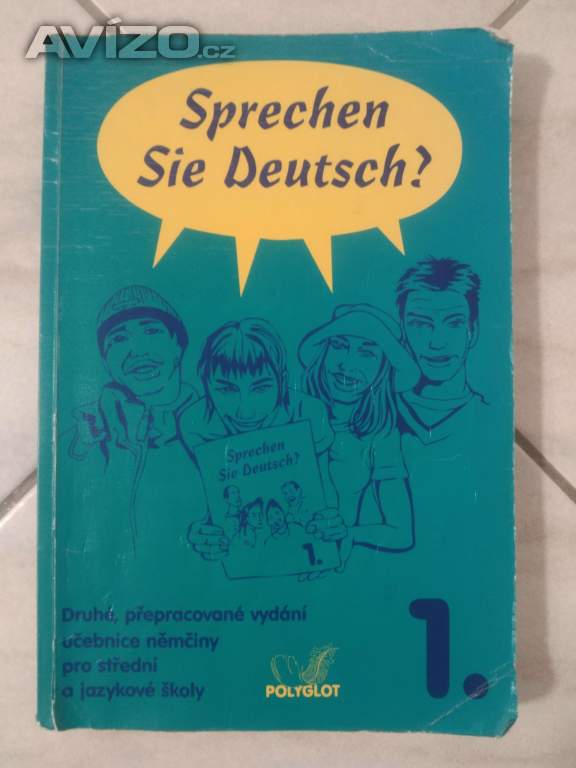 AVÍZO.cz
Sprechen
Sie Deutsch?
Sprechen
Sie Deutsch?
1.
Druhé, přepracované vydání
učebnice němčiny
pro střední
a jazykové školy
POLYGLOT
1.